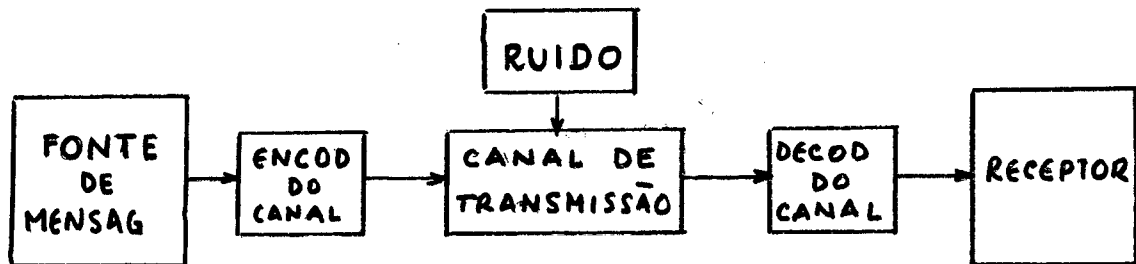 RUIDO
FONTE
DE
MENSAG
ENCOD
DO
CANAL
CANAL DE
TRANSMISSÃO
DECOD
DO
CANAL
RECEPTOR